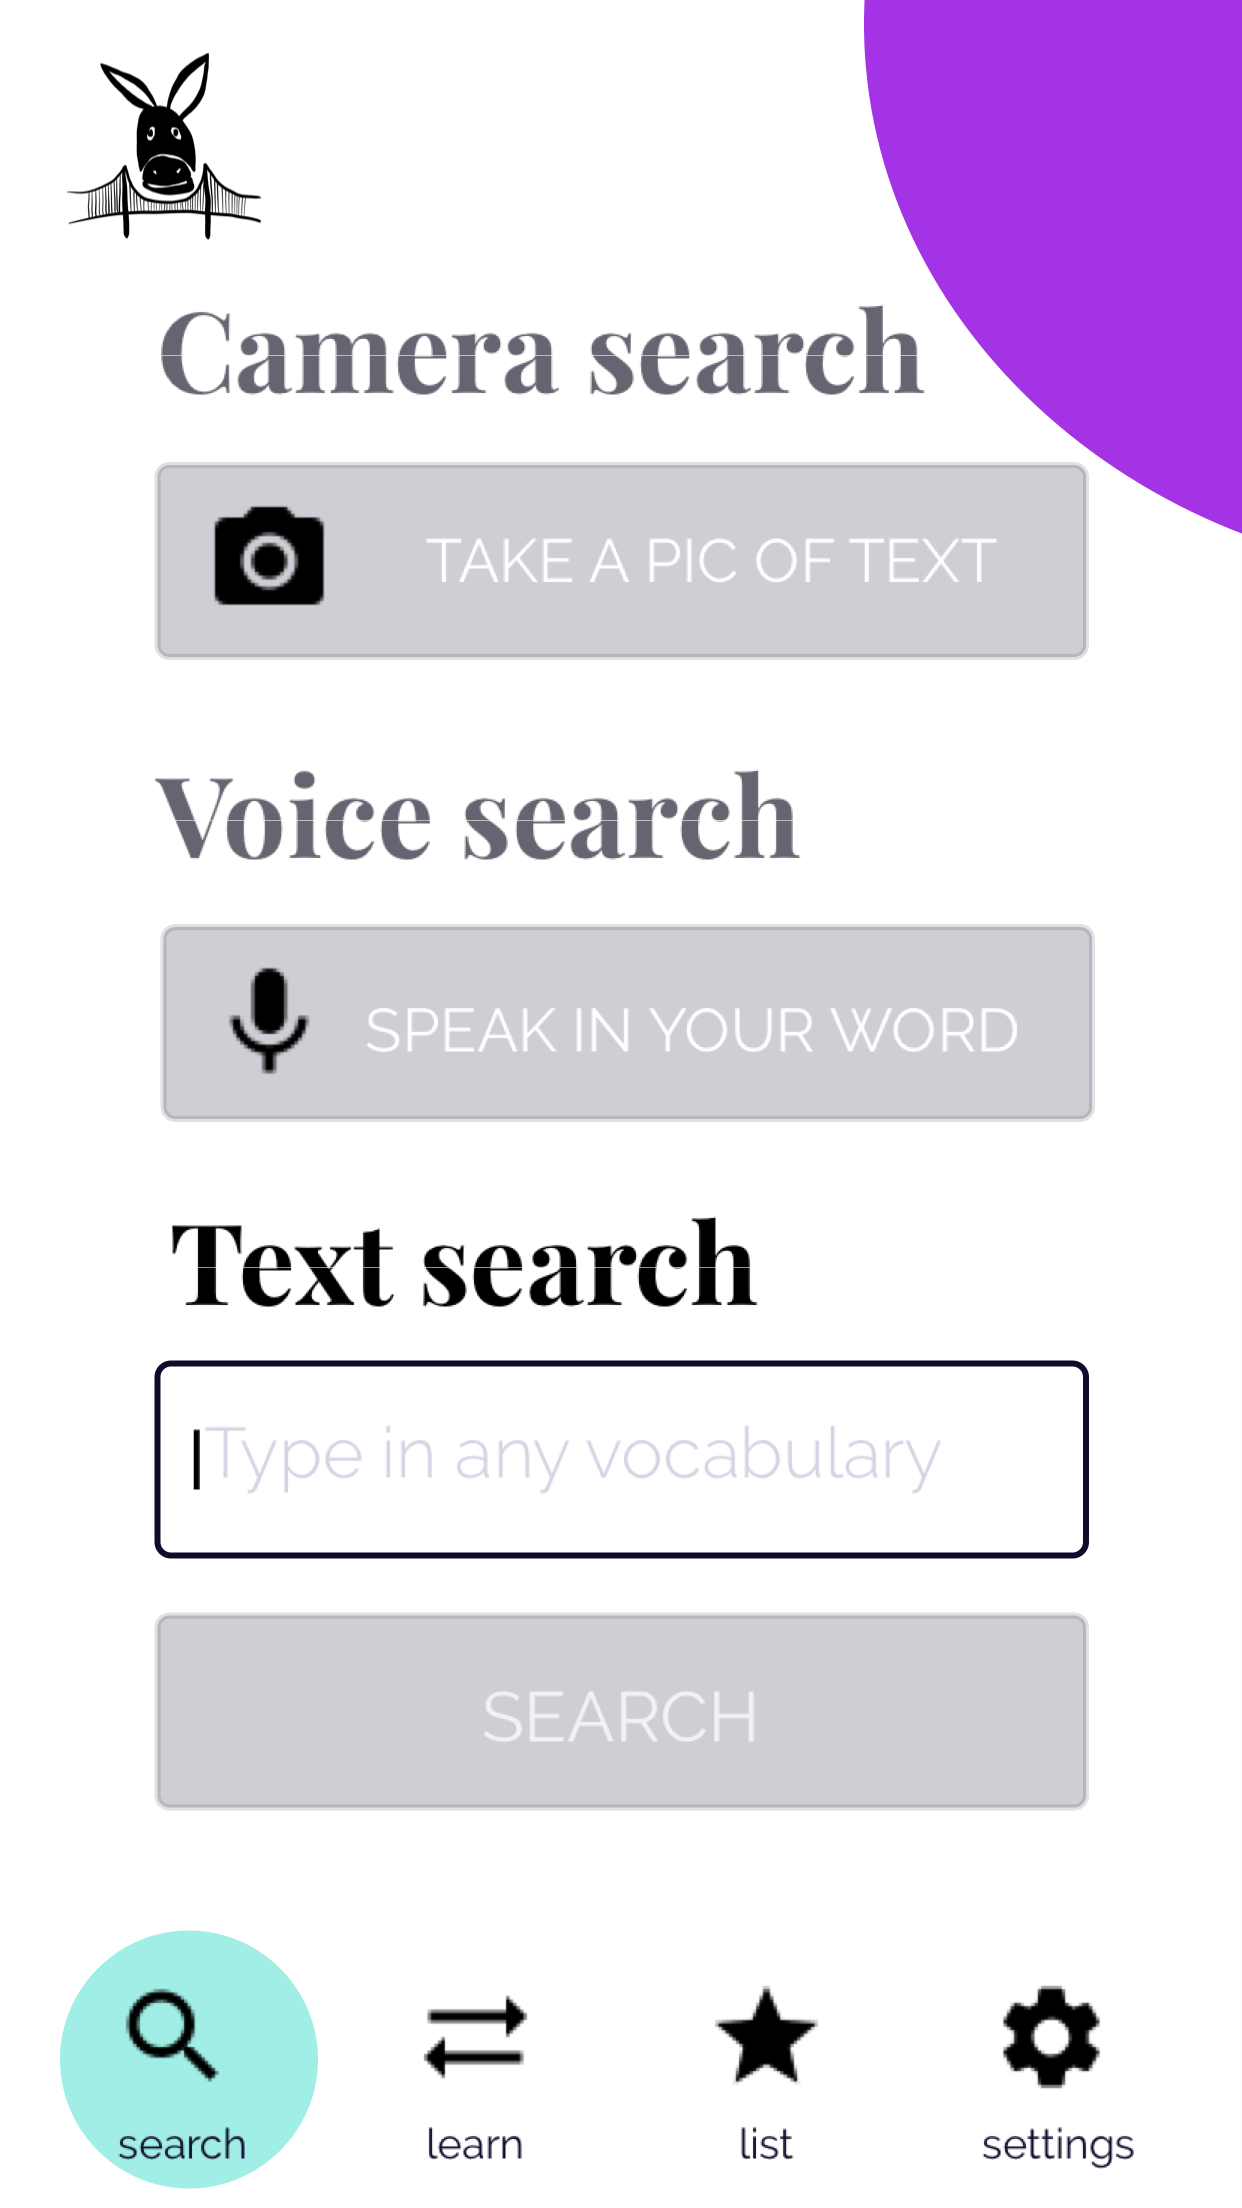 Camera search
TAKE A PIC OF TEXT
Voice search
SPEAK IN YOUR WORD
Text search
Type in any vocabulary
SEARCH
search
learn
list
settings